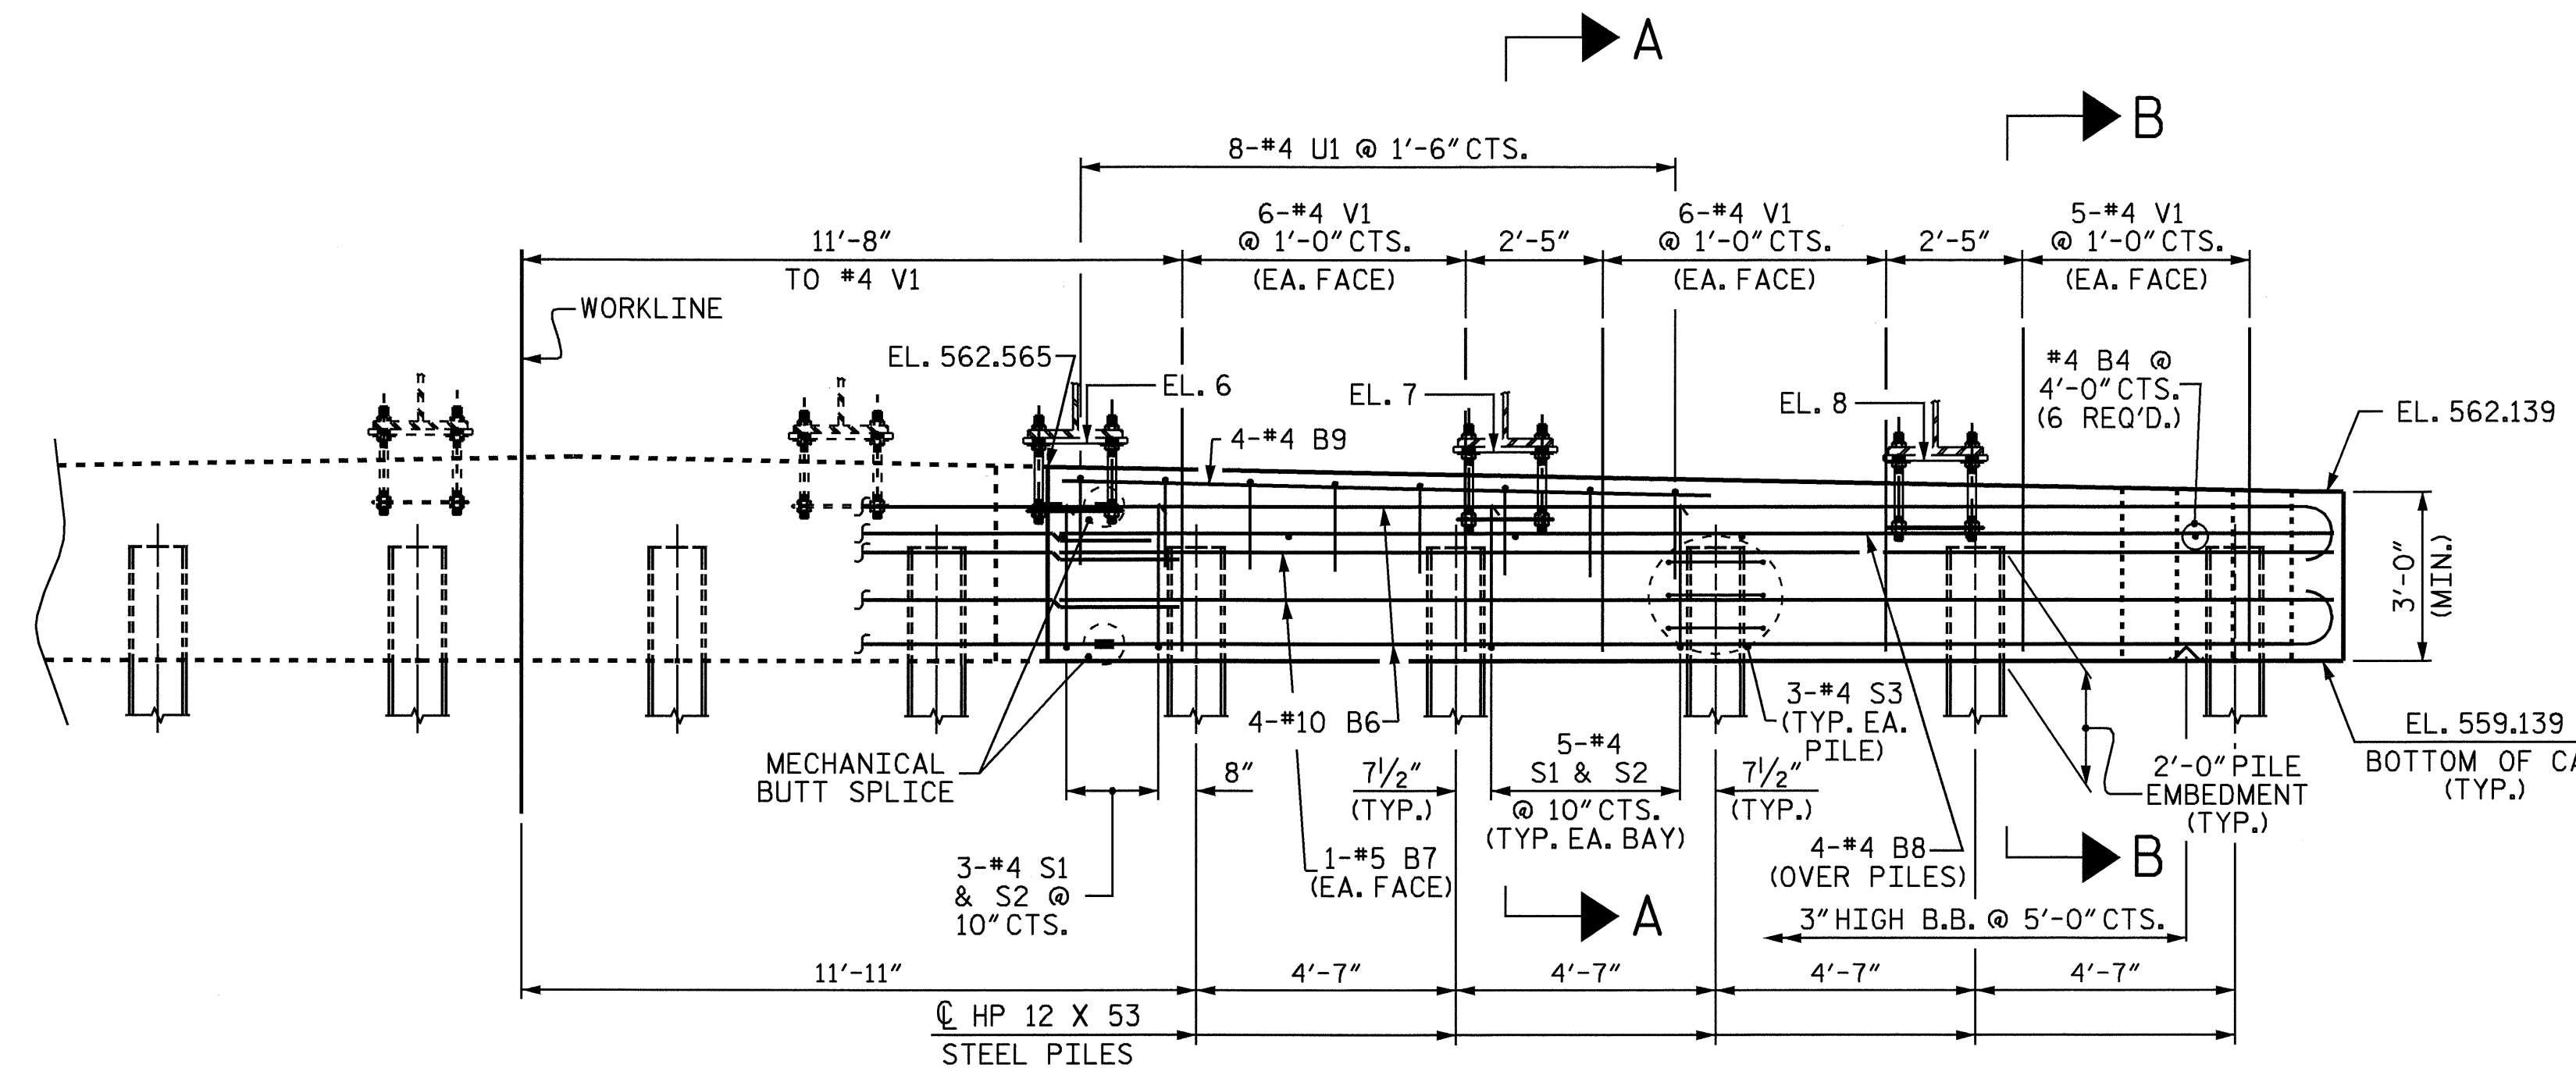 A
B
8-#4 U1 @ 1'-6" CTS.
6-#4 V1
@ 1'-0" CTS.
(EA. FACE)
6-#4 V1
@ 1'-0" CTS.
(EA. FACE)
5-#4 V1
@ 1'-0" CTS.
(EA. FACE)
11'-8"
TO #4 V1
2'-5"
2'-5"
WORKLINE
EL. 562.565
EL. 6
EL. 7
EL. 8
#4 B4 @
4'-0" CTS.
(6 REQ'D.)
EL. 562.139
4-#4 B9
3'-0"
(MIN.)
4-#10 B6
3-#4 S3
(TYP. EA.
PILE)
EL. 559.139
BOTTOM OF CA
(TYP.)
MECHANICAL
BUTT SPLICE
8"
7 1/2"
(TYP.)
5-#4
S1 & S2
@ 10" CTS.
(TYP. EA. BAY)
7 1/2"
(TYP.)
2'-0" PILE
EMBEDMENT
(TYP.)
3-#4 S1
& S2 @
10" CTS.
1-#5 B7
(EA. FACE)
4-#4 B8
(OVER PILES)
B
A
3" HIGH B.B. @ 5'-0" CTS.
11'-11"
4'-7"
4'-7"
4'-7"
4'-7"
℄ HP 12 X 53
STEEL PILES